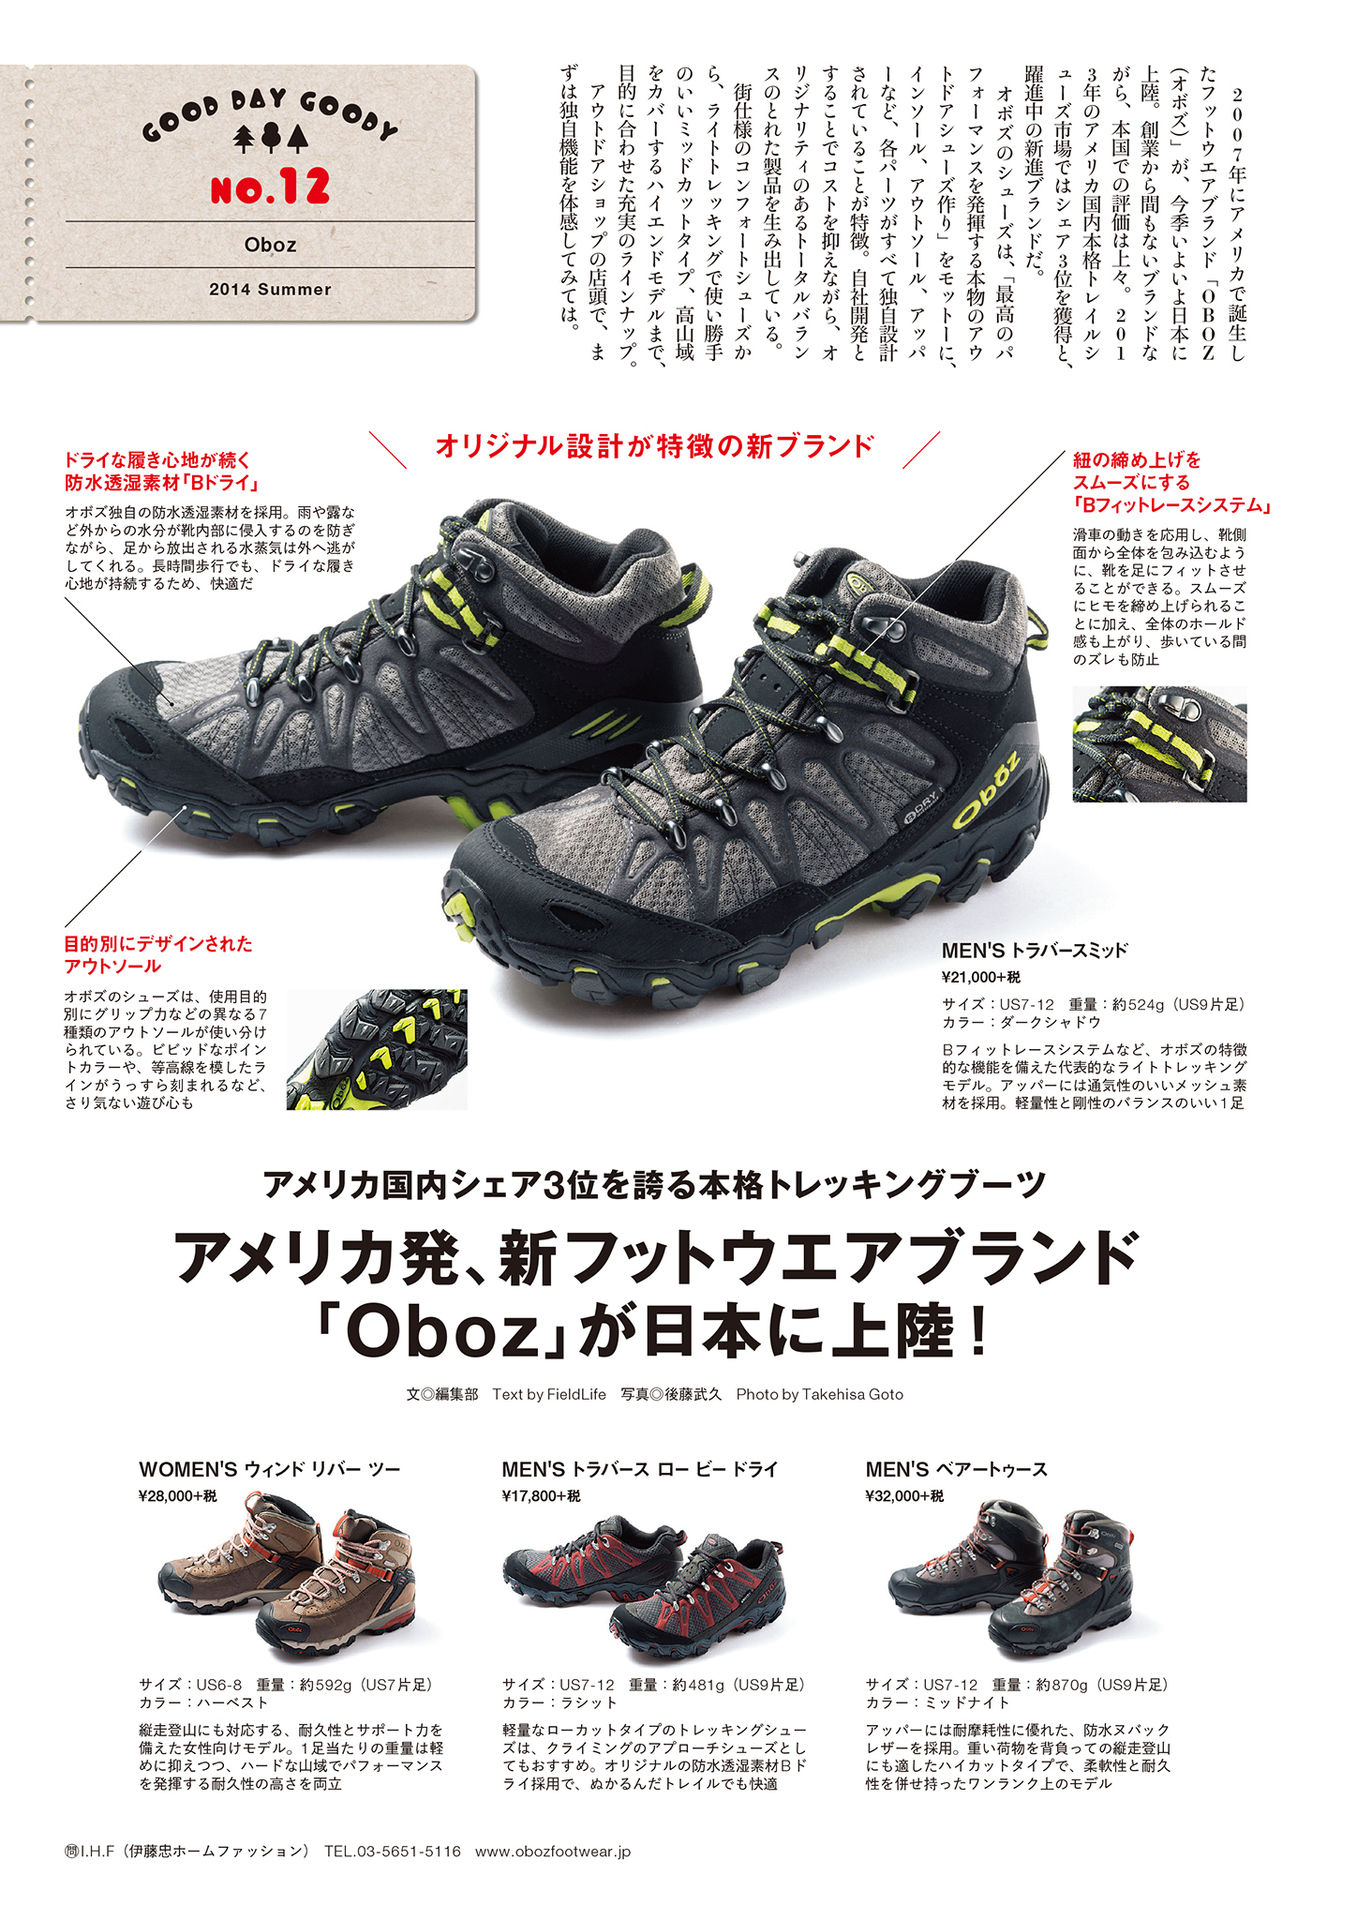 GOOD DAY GOODY
NO.12
Oboz
2014 Summer
2007年にアメリカで誕生し
たフットウエアブランド「OBOZ
（オボズ）」が、今季いよいよ日本に
上陸。創業から間もないブランドな
がら、本国での評価は上々。201
3年のアメリカ国内本格トレイルシ
ューズ市場ではシェア3位を獲得と、
躍進中の新進ブランドだ。
オボズのシューズは、「最高のパ
フォーマンスを発揮する本物のアウ
トドアシューズ作り」をモットーに、
インソール、アウトソール、アッパ
ーなど、各パーツがすべて独自設計
されていることが特徴。自社開発と
することでコストを抑えながら、オ
リジナリティのあるトータルバラン
スのとれた製品を生み出している。
街仕様のコンフォートシューズか
ら、ライトトレッキングで使い勝手
のいいミッドカットタイプ、高山域
をカバーするハイエンドモデルまで、
目的に合わせた充実のラインナップ。
アウトドアショップの店頭で、ま
ずは独自機能を体感してみては。
オリジナル設計が特徴の新ブランド
ドライな履き心地が続く
防水透湿素材「Bドライ」
オボズ独自の防水透湿素材を採用。雨や露な
ど外からの水分が靴内部に侵入するのを防ぎ
ながら、足から放出される水蒸気は外へ逃が
してくれる。長時間歩行でも、ドライな履き
心地が持続するため、快適だ
紐の締め上げを
スムーズにする
「Bフィットレースシステム」
滑車の動きを応用し、靴側
面から全体を包み込むよう
に、靴を足にフィットさせ
ることができる。スムーズ
にヒモを締め上げられるこ
とに加え、全体のホールド
感も上がり、歩いている間
のズレも防止
B DRY
Oboz
目的別にデザインされた
アウトソール
オボズのシューズは、使用目的
別にグリップ力などの異なる7
種類のアウトソールが使い分け
られている。ビビッドなポイン
トカラーや、等高線を模したラ
インがうっすら刻まれるなど、
さり気ない遊び心も
MEN'S トラバースミッド
¥21,000+税
サイズ：US7-12　重量：約524g（US9片足）
カラー：ダークシャドウ
Bフィットレースシステムなど、オボズの特徴
的な機能を備えた代表的なライトトレッキング
モデル。アッパーには通気性のいいメッシュ素
材を採用。軽量性と剛性のバランスのいい1足
アメリカ国内シェア3位を誇る本格トレッキングブーツ
アメリカ発、新フットウエアブランド
「Oboz」が日本に上陸！
文◎編集部　Text by FieldLife　写真◎後藤武久　Photo by Takehisa Goto
WOMEN'S ウィンド リバー ツー
¥28,000+税
サイズ：US6-8　重量：約592g（US7片足）
カラー：ハーベスト
縦走登山にも対応する、耐久性とサポート力を
備えた女性向けモデル。1足当たりの重量は軽
めに抑えつつ、ハードな山域でパフォーマンス
を発揮する耐久性の高さを両立
MEN'S トラバース ロー ビー ドライ
¥17,800+税
サイズ：US7-12　重量：約481g（US9片足）
カラー：ラシット
軽量なローカットタイプのトレッキングシュー
ズは、クライミングのアプローチシューズとし
てもおすすめ。オリジナルの防水透湿素材Bド
ライ採用で、ぬかるんだトレイルでも快適
MEN'S ベアートゥース
¥32,000+税
サイズ：US7-12　重量：約870g（US9片足）
カラー：ミッドナイト
アッパーには耐摩耗性に優れた、防水ヌバック
レザーを採用。重い荷物を背負っての縦走登山
にも適したハイカットタイプで、柔軟性と耐久
性を併せ持ったワンランク上のモデル
㉄I.H.F（伊藤忠ホームファッション）　TEL.03-5651-5116　www.obozfootwear.jp